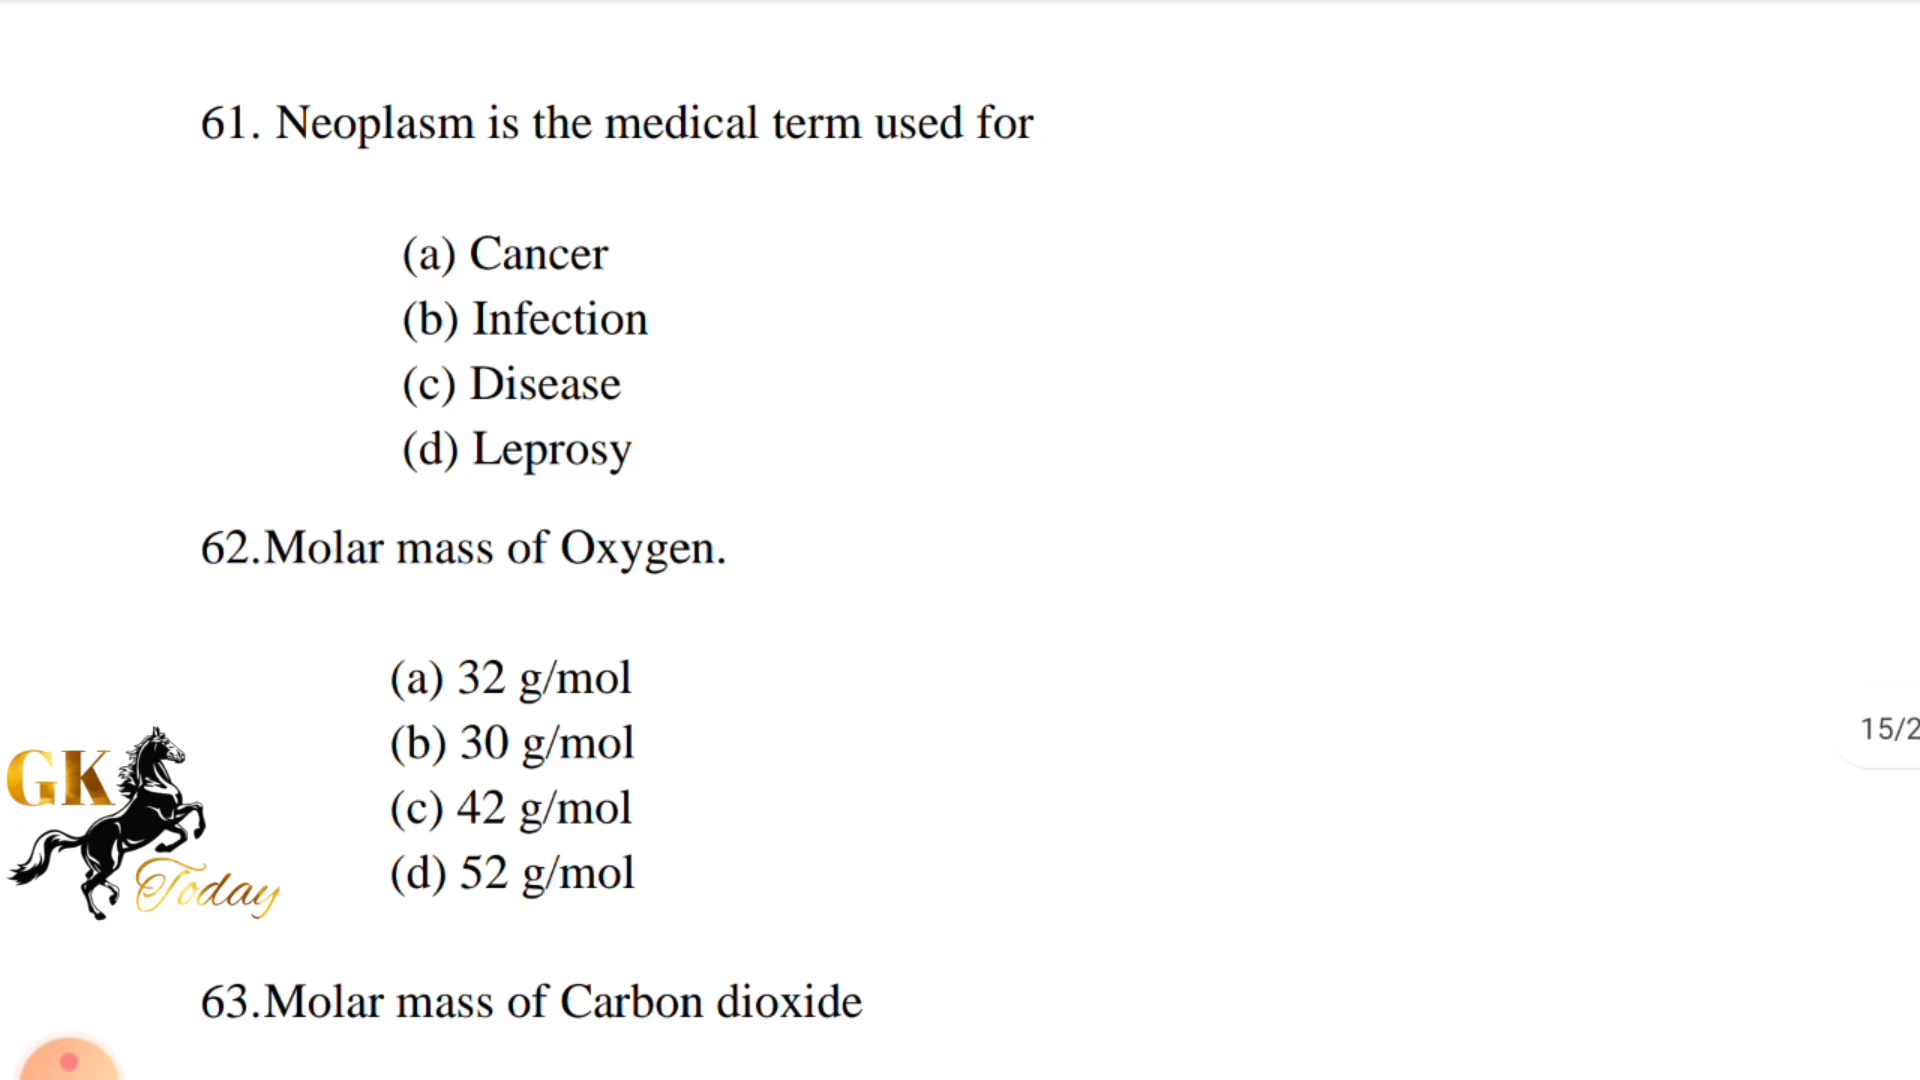 61. Neoplasm is the medical term used for
(a) Cancer
(b) Infection
(c) Disease
(d) Leprosy
62.Molar mass of Oxygen.
(a) 32 g/mol
(b) 30 g/mol
(c) 42 g/mol
(d) 52 g/mol
15/2
GK
Today
63.Molar mass of Carbon dioxide